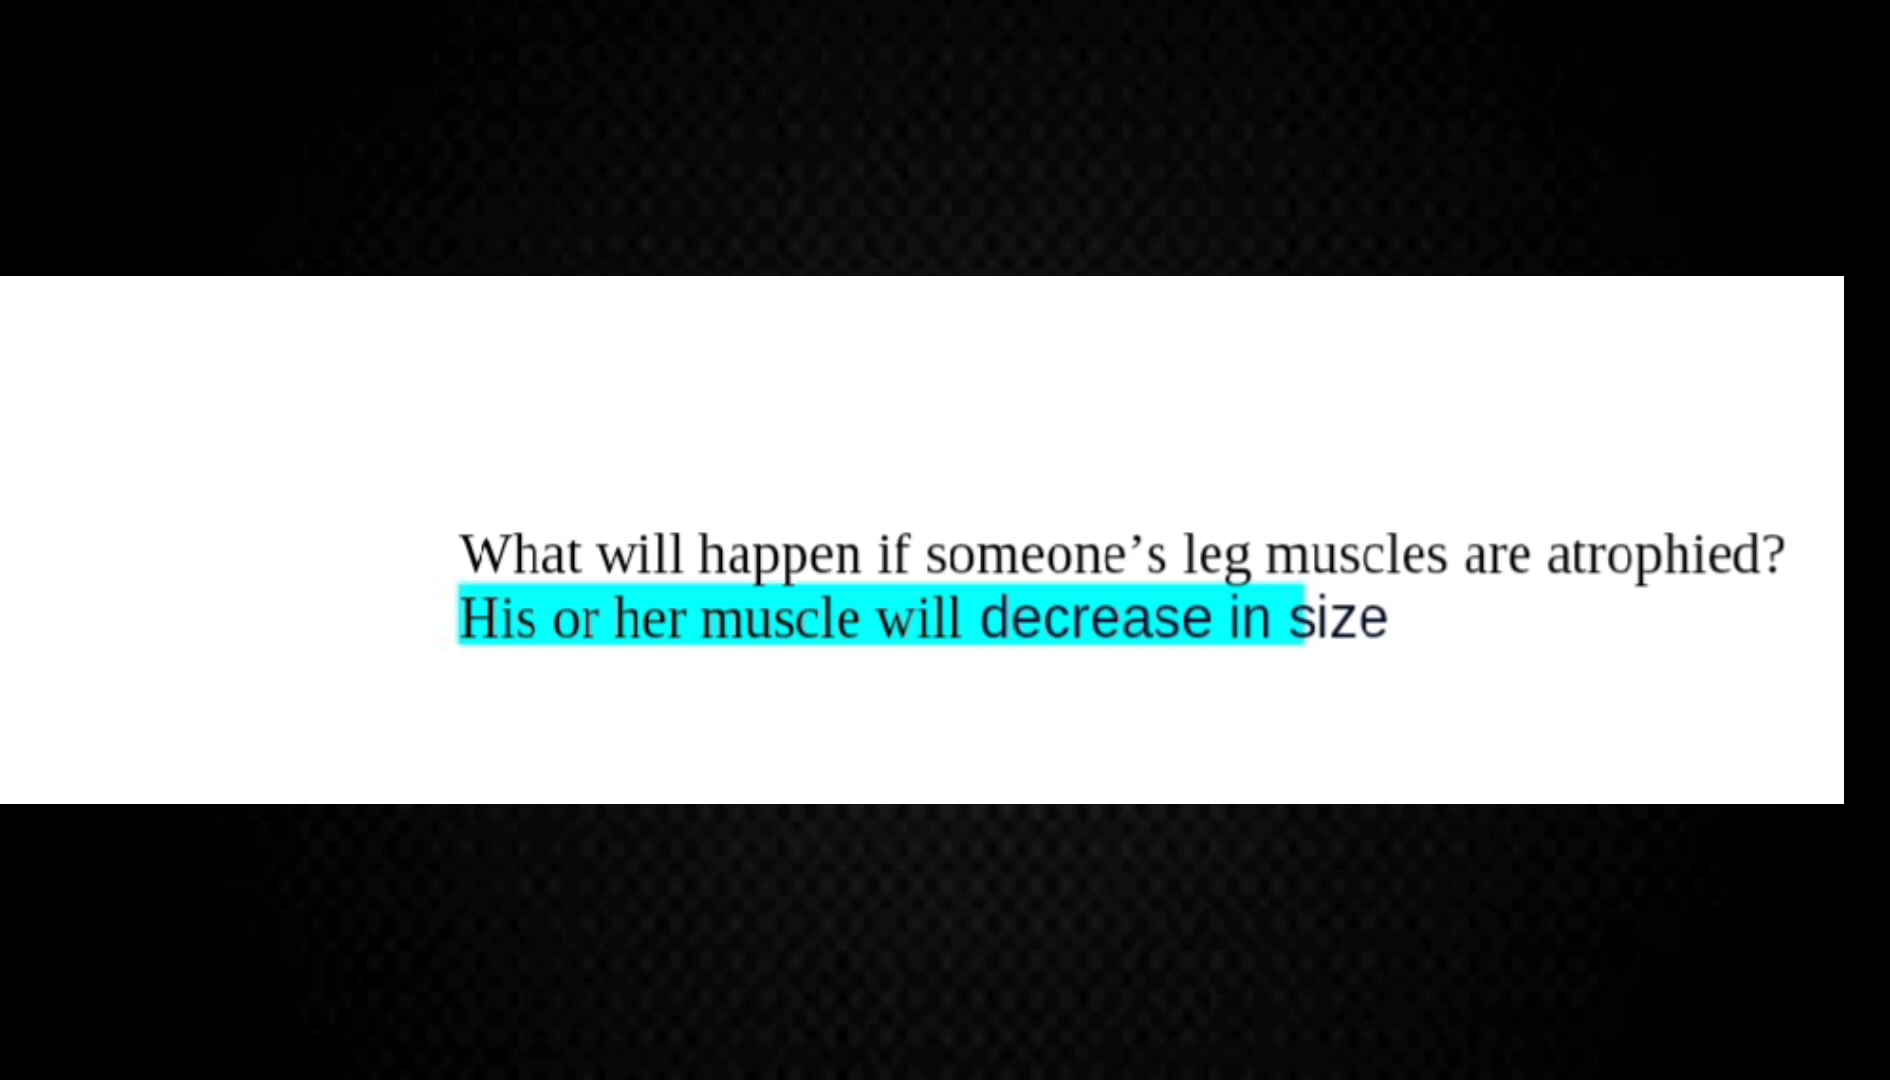 What will happen if someone’s leg muscles are atrophied?
His or her muscle will decrease in size